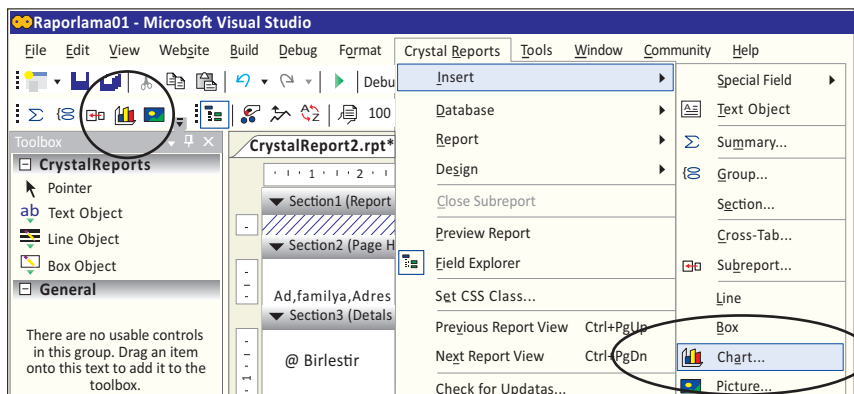 Raporlama01 - Microsoft Visual Studio
File Edit View Website Build Debug Format Crystal Reports Tools Window Community Help
Debu
100
Toolbox
CrystalReports
Pointer
ab Text Object
Line Object
Box Object
General
There are no usable controls
in this group. Drag an item
onto this text to add it to the
toolbox.
CrystalReport2.rpt*
1 2
Section1 (Report
Section2 (Page H
Ad,familya,Adres
Section3 (Detals
@ Birlestir
1
Insert
Database
Report
Design
Close Subreport
Preview Report
Field Explorer
Set CSS Class...
Previous Report View Ctrl+PgUp
Next Report View Ctrl+PgDn
Check for Updatas...
Special Field
Text Object
Summary...
Group...
Section...
Cross-Tab...
Subreport...
Line
Box
Chart...
Picture...